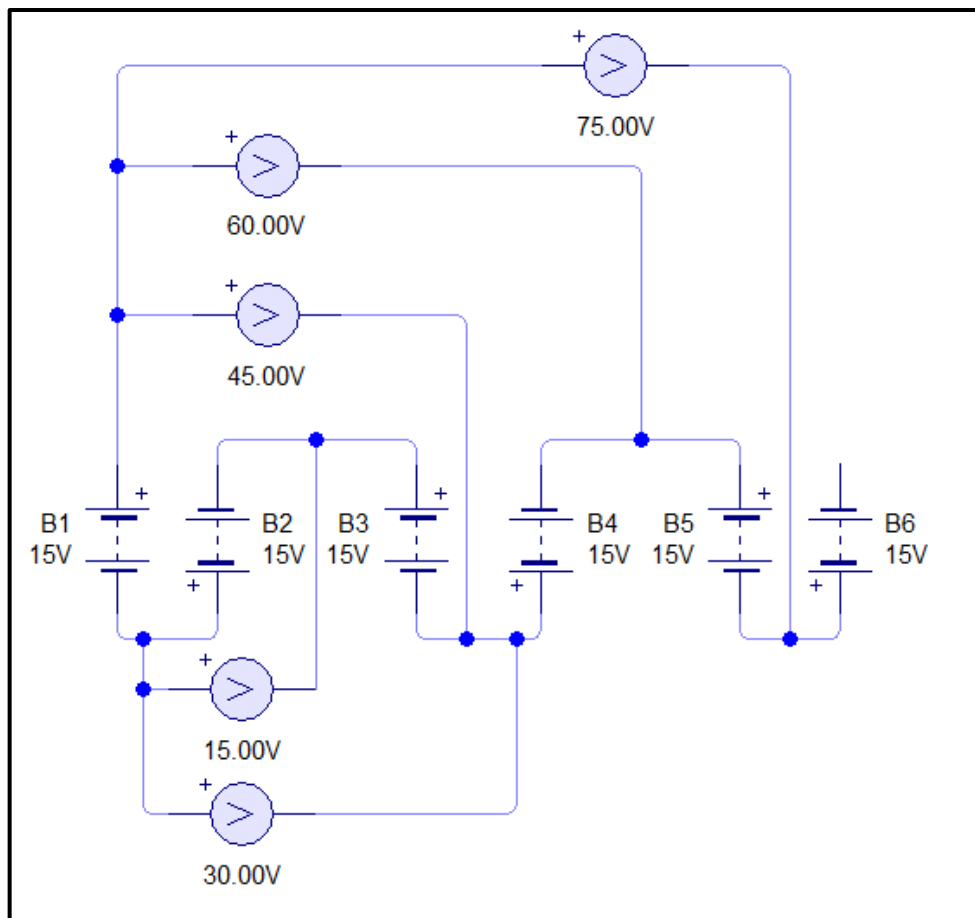 +
75.00V
+
60.00V
+
45.00V
B1
15V
+
B2
15V
+
B3
15V
+
B4
15V
+
B5
15V
+
B6
15V
+
+
15.00V
+
30.00V